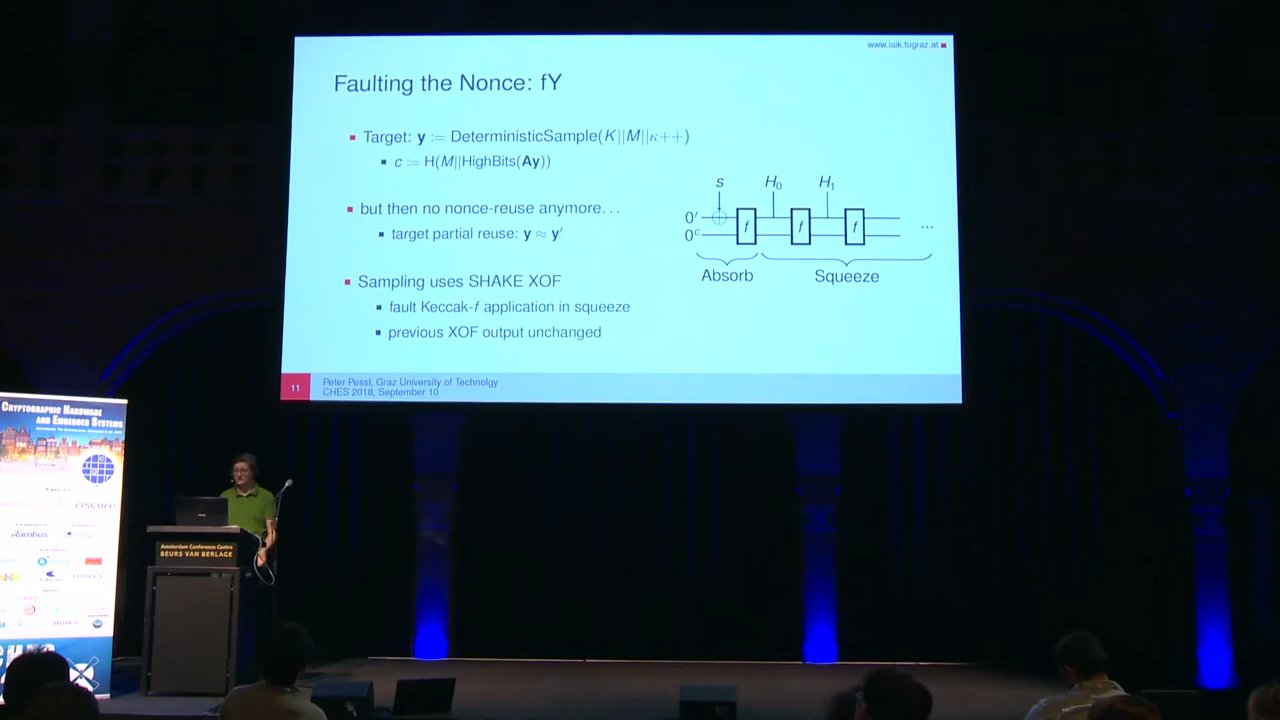 www.iaik.tugraz.at
Faulting the Nonce: fY
Target: y := DeterministicSample(K||M||κ++)
c := H(M||HighBits(Ay))
but then no nonce-reuse anymore...
target partial reuse: y ≈ y′
Sampling uses SHAKE XOF
fault Keccak-f application in squeeze
previous XOF output unchanged
s H₀ H₁
0ʳ
0ᶜ
f f f ...
Absorb Squeeze
11
Peter Pessl, Graz University of Technolgy
CHES 2018, September 10
CRYPTOGRAPHIC HARDWARE
AND EMBEDDED SYSTEMS
riscure
Rambus
Amsterdam Conference Centre
BEURS VAN BERLAGE